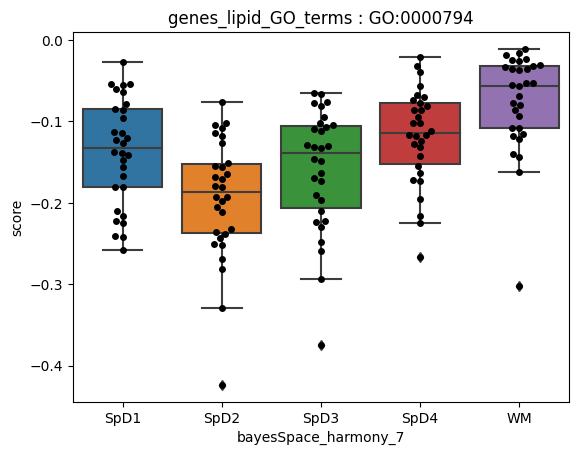 genes_lipid_GO_terms : GO:0000794
0.0
−0.1
−0.2
−0.3
−0.4
score
SpD1 SpD2 SpD3 SpD4 WM
bayesSpace_harmony_7